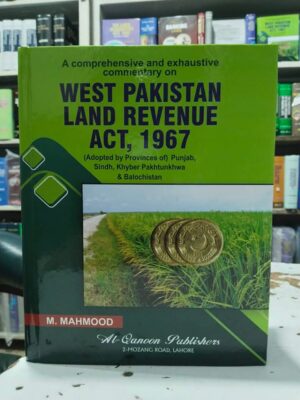 A comprehensive and exhaustive
commentary on
WEST PAKISTAN
LAND REVENUE
ACT, 1967
(Adopted by Provinces of) Punjab,
Sindh, Khyber Pakhtunkhwa
& Balochistan
M. MAHMOOD
Al-Qanoon Publishers
2-MOZANG ROAD, LAHORE